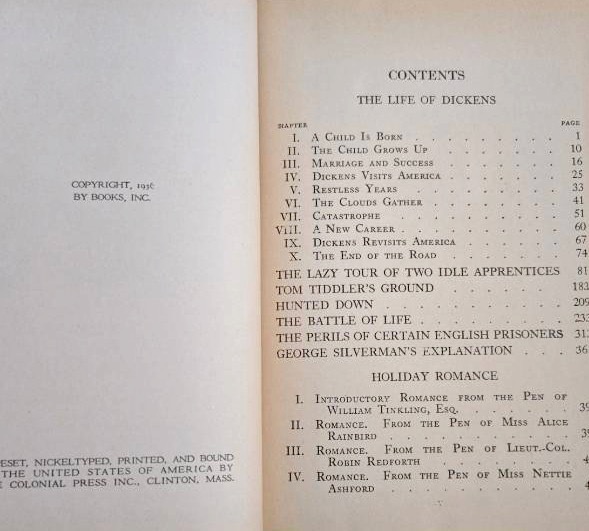 COPYRIGHT, 
BY BOOKS, INC.
NICKELTYPED, PRINTED, AND BOUND
THE UNITED STATES OF AMERICA BY
COLONIAL PRESS INC., CLINTON, MASS.
CONTENTS
THE LIFE OF DICKENS
PAGE
I. A CHILD IS BORN . . . . . . . . 1
II. THE CHILD GROWS UP . . . . . . . 10
III. MARRIAGE AND SUCCESS . . . . . . . 16
IV. DICKENS VISITS AMERICA . . . . . . 25
V. RESTLESS YEARS . . . . . . . . 33
VI. THE CLOUDS GATHER . . . . . . . 41
VII. CATASTROPHE . . . . . . . . . 51
VIII. A NEW CAREER . . . . . . . . 60
IX. DICKENS REVISITS AMERICA . . . . . 67
X. THE END OF THE ROAD . . . . . . 74
THE LAZY TOUR OF TWO IDLE APPRENTICES 81
TOM TIDDLER'S GROUND . . . . . . 183
HUNTED DOWN . . . . . . . . . 209
THE BATTLE OF LIFE . . . . . . . . 233
THE PERILS OF CERTAIN ENGLISH PRISONERS
GEORGE SILVERMAN'S EXPLANATION . . .
HOLIDAY ROMANCE
I. INTRODUCTORY ROMANCE FROM THE PEN OF
WILLIAM TINKLING, ESQ. . . . . . .
II. ROMANCE. FROM THE PEN OF MISS ALICE
RAINBIRD . . . . . . . . . .
III. ROMANCE. FROM THE PEN OF LIEUT.-COL.
ROBIN REDFORTH . . . . . . . .
IV. ROMANCE. FROM THE PEN OF MISS NETTIE
ASHFORD . . . . . . . . . .